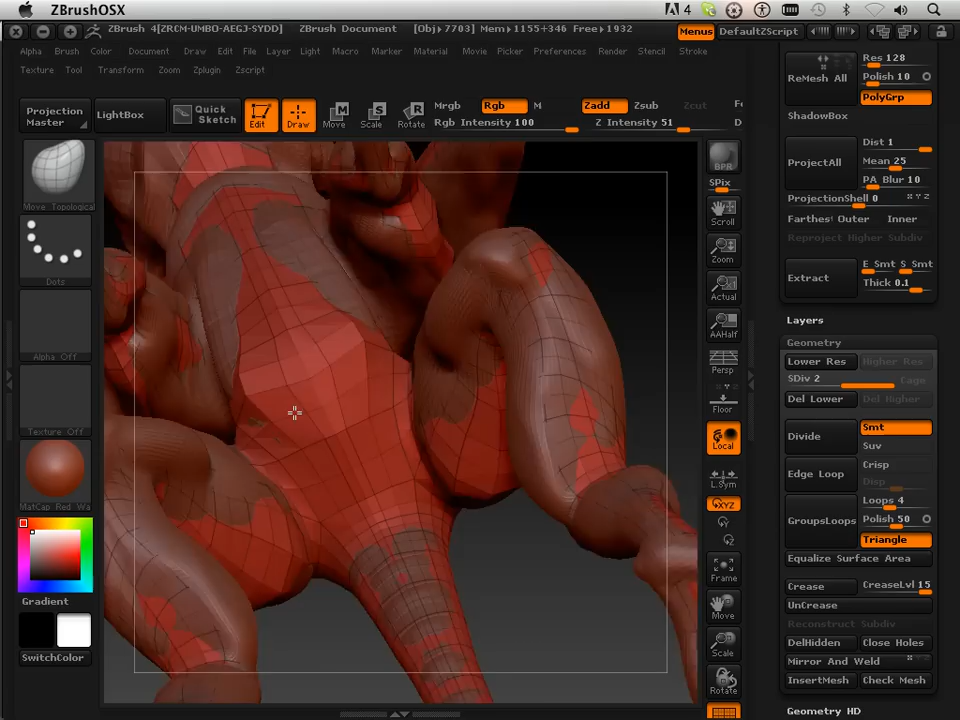 ZBrushOSX
4
ZBrush 4[ZRCM-UMBO-AEGJ-SYDD] ZBrush Document [Obj→7703] Mem→1155+346 Free→1932 Menus DefaultZScript
Alpha Brush Color Document Draw Edit File Layer Light Macro Marker Material Movie Picker Preferences Render Stencil Stroke
Texture Tool Transform Zoom Zplugin Zscript
Projection Master
LightBox
Quick Sketch
Edit Draw Move Scale Rotate
Mrgb Rgb M Zadd Zsub Zcut
Rgb Intensity 100 Z Intensity 51
Move Topological
Dots
Alpha Off
Texture Off
MatCap Red Wa
Gradient
SwitchColor
BPR
SPix
Scroll
Zoom
Actual
AAHalf
Persp
Floor
Local
L.Sym
XYZ
Frame
Move
Scale
Rotate
ReMesh All
Res 128
Polish 10
PolyGrp
ShadowBox
ProjectAll
Dist 1
Mean 25
PA Blur 10
ProjectionShell 0
Farthest Outer Inner
Reproject Higher Subdiv
Extract
E Smt S Smt
Thick 0.1
Layers
Geometry
Lower Res Higher Res
SDiv 2 Cage
Del Lower Del Higher
Divide
Smt
Suv
Edge Loop
Crisp
Disp
GroupsLoops
Loops 4
Polish 50
Triangle
Equalize Surface Area
Crease CreaseLvl 15
UnCrease
Reconstruct Subdiv
DelHidden Close Holes
Mirror And Weld
InsertMesh Check Mesh
Geometry HD